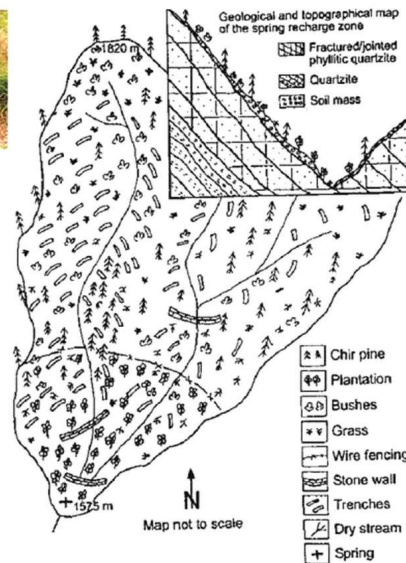 Geological and topographical map
of the spring recharge zone
Fractured/jointed
phyllitic quartzite
Quartzite
Soil mass
1820 m
Chir pine
Plantation
Bushes
Grass
Wire fencing
Stone wall
Trenches
Dry stream
Spring
1575 m
N
Map not to scale